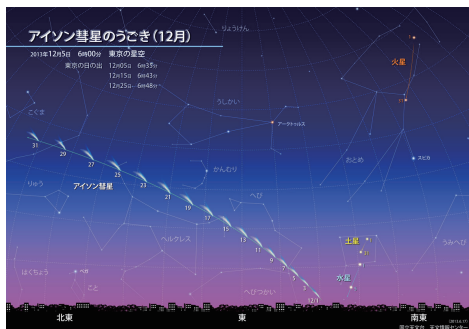 アイソン彗星のうごき(12月)
2013年12月5日 6時00分 東京の星空
東京の日の出 12月05日 6時35分
12月15日 6時43分
12月25日 6時48分
りょうけん
火星
こぐま
うしかい
アークトゥルス
おとめ
スピカ
31
29
27
25
23
21
19
17
15
13
11
9
7
5
12/1
かんむり
りゅう
アイソン彗星
へび
ヘルクレス
土星
うみへび
はくちょう
ベガ
こと
へびつかい
水星
北東
東
南東
国立天文台 天文情報センター